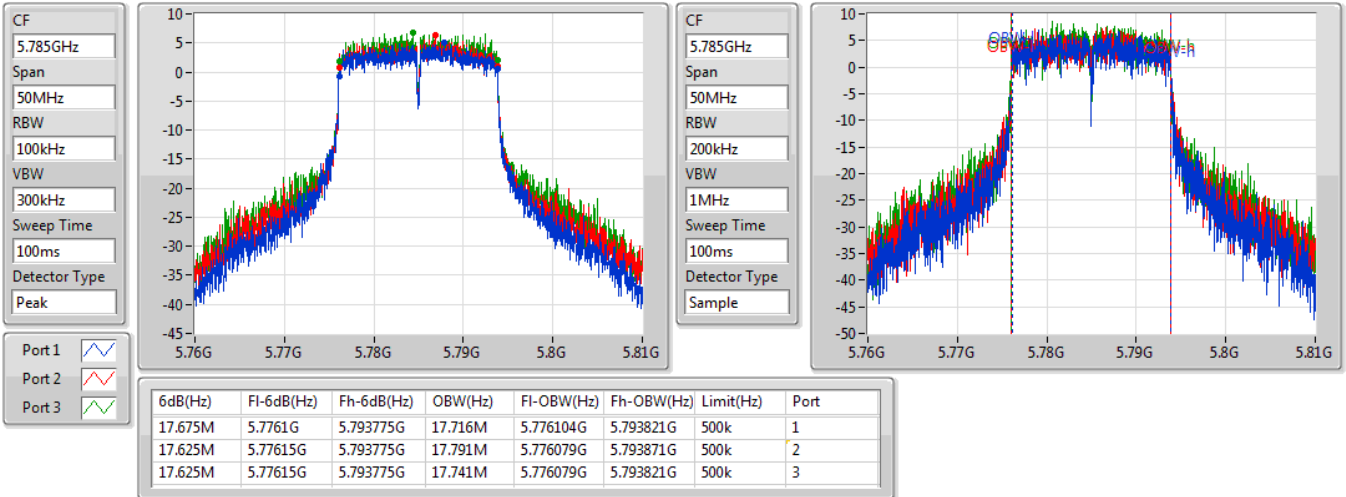 CF
5.785GHz
Span
50MHz
RBW
100kHz
VBW
300kHz
Sweep Time
100ms
Detector Type
Peak
10
5
0
-5
-10
-15
-20
-25
-30
-35
-40
-45
5.76G 5.77G 5.78G 5.79G 5.8G 5.81G
CF
5.785GHz
Span
50MHz
RBW
200kHz
VBW
1MHz
Sweep Time
100ms
Detector Type
Sample
10
5
0
-5
-10
-15
-20
-25
-30
-35
-40
-45
-50
OBW-h
5.76G 5.77G 5.78G 5.79G 5.8G 5.81G
Port 1
Port 2
Port 3
6dB(Hz) Fl-6dB(Hz) Fh-6dB(Hz) OBW(Hz) Fl-OBW(Hz) Fh-OBW(Hz) Limit(Hz) Port
17.675M 5.7761G 5.793775G 17.716M 5.776104G 5.793821G 500k 1
17.625M 5.77615G 5.793775G 17.791M 5.776079G 5.793871G 500k 2
17.625M 5.77615G 5.793775G 17.741M 5.776079G 5.793821G 500k 3